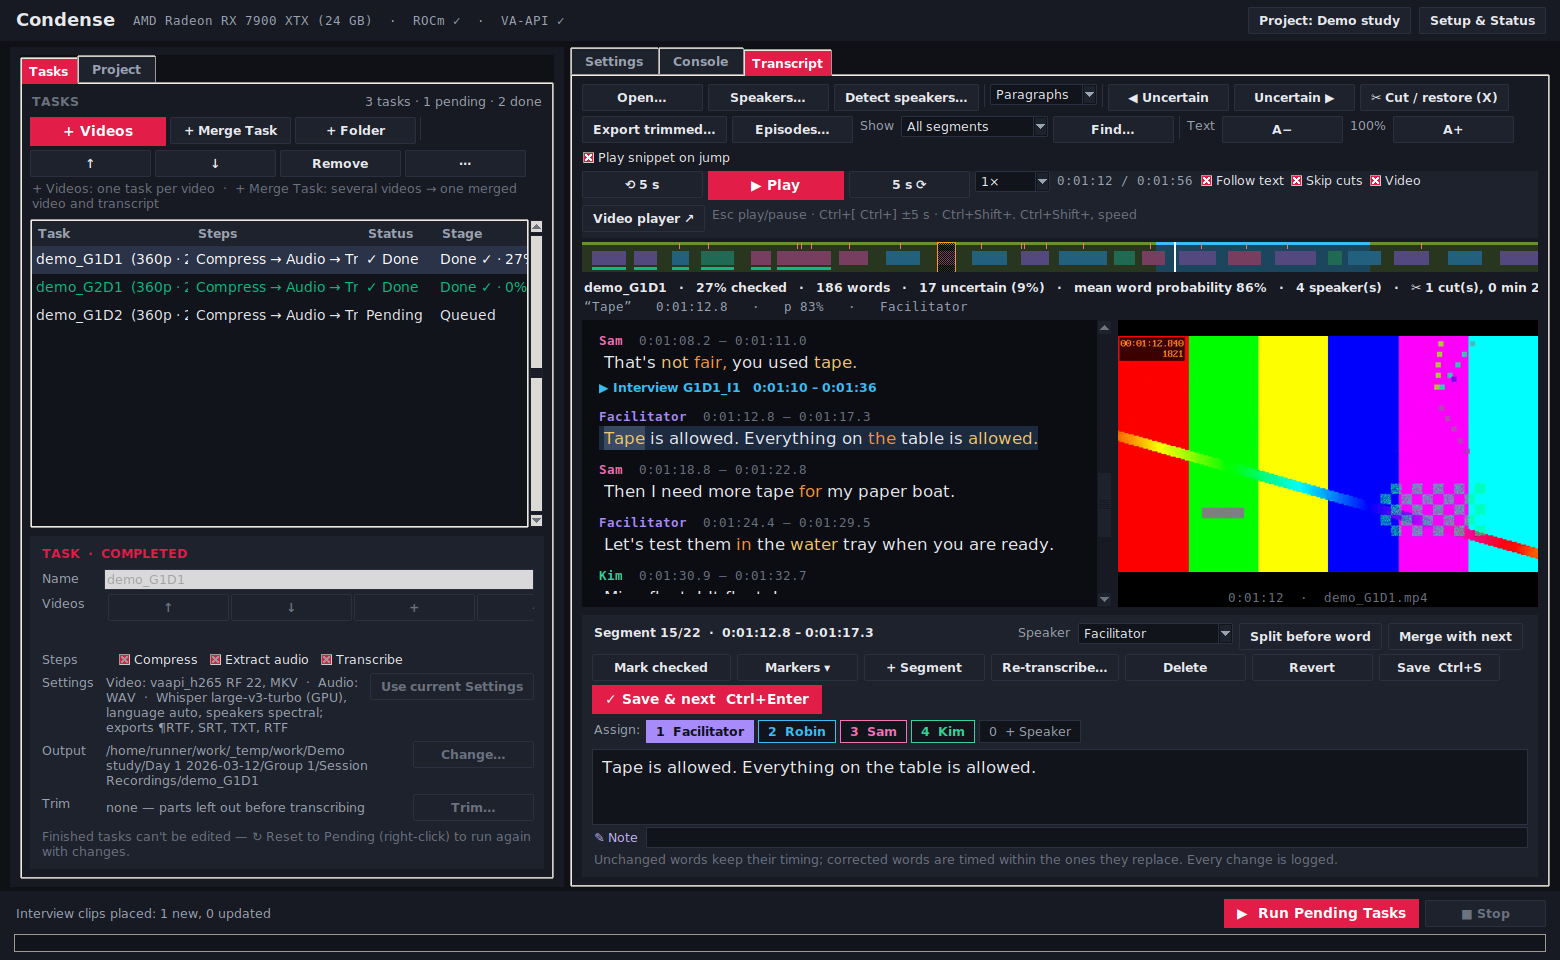 Condense AMD Radeon RX 7900 XTX (24 GB) · ROCm ✓ · VA-API ✓
Project: Demo study Setup & Status
Tasks Project
TASKS 3 tasks · 1 pending · 2 done
+ Videos + Merge Task + Folder
↑ ↓ Remove ⋯
+ Videos: one task per video · + Merge Task: several videos → one merged
video and transcript
Task Steps Status Stage
demo_G1D1 (360p · 2 Compress → Audio → Tr ✓ Done Done ✓ · 27%
demo_G2D1 (360p · 2 Compress → Audio → Tr ✓ Done Done ✓ · 0%
demo_G1D2 (360p · 2 Compress → Audio → Tr Pending Queued
TASK · COMPLETED
Name demo_G1D1
Videos ↑ ↓ +
Steps Compress Extract audio Transcribe
Settings Video: vaapi_h265 RF 22, MKV · Audio:
WAV · Whisper large-v3-turbo (GPU),
language auto, speakers spectral;
exports ¶RTF, SRT, TXT, RTF
Use current Settings
Output /home/runner/work/_temp/work/Demo
study/Day 1 2026-03-12/Group 1/Session
Recordings/demo_G1D1
Change…
Trim none — parts left out before transcribing Trim…
Finished tasks can't be edited — ↻ Reset to Pending (right-click) to run again
with changes.
Settings Console Transcript
Open… Speakers… Detect speakers… Paragraphs ◀ Uncertain Uncertain ▶ ✂ Cut / restore (X)
Export trimmed… Episodes… Show All segments Find… Text A− 100% A+
Play snippet on jump
⟲ 5 s ▶ Play 5 s ⟳ 1× 0:01:12 / 0:01:56 Follow text Skip cuts Video
Video player ↗ Esc play/pause · Ctrl+[ Ctrl+] ±5 s · Ctrl+Shift+. Ctrl+Shift+, speed
demo_G1D1 · 27% checked · 186 words · 17 uncertain (9%) · mean word probability 86% · 4 speaker(s) · ✂ 1 cut(s), 0 min 2
“Tape” 0:01:12.8 · p 83% · Facilitator
Sam 0:01:08.2 – 0:01:11.0
That's not fair, you used tape.
▶ Interview G1D1_I1 0:01:10 – 0:01:36
Facilitator 0:01:12.8 – 0:01:17.3
Tape is allowed. Everything on the table is allowed.
Sam 0:01:18.8 – 0:01:22.8
Then I need more tape for my paper boat.
Facilitator 0:01:24.4 – 0:01:29.5
Let's test them in the water tray when you are ready.
Kim 0:01:30.9 – 0:01:32.7
00:01:12.840
1821
0:01:12 · demo_G1D1.mp4
Segment 15/22 · 0:01:12.8 – 0:01:17.3 Speaker Facilitator Split before word Merge with next
Mark checked Markers ▾ + Segment Re-transcribe… Delete Revert Save Ctrl+S
✓ Save & next Ctrl+Enter
Assign: 1 Facilitator 2 Robin 3 Sam 4 Kim 0 + Speaker
Tape is allowed. Everything on the table is allowed.
✎ Note
Unchanged words keep their timing; corrected words are timed within the ones they replace. Every change is logged.
Interview clips placed: 1 new, 0 updated
▶ Run Pending Tasks ■ Stop